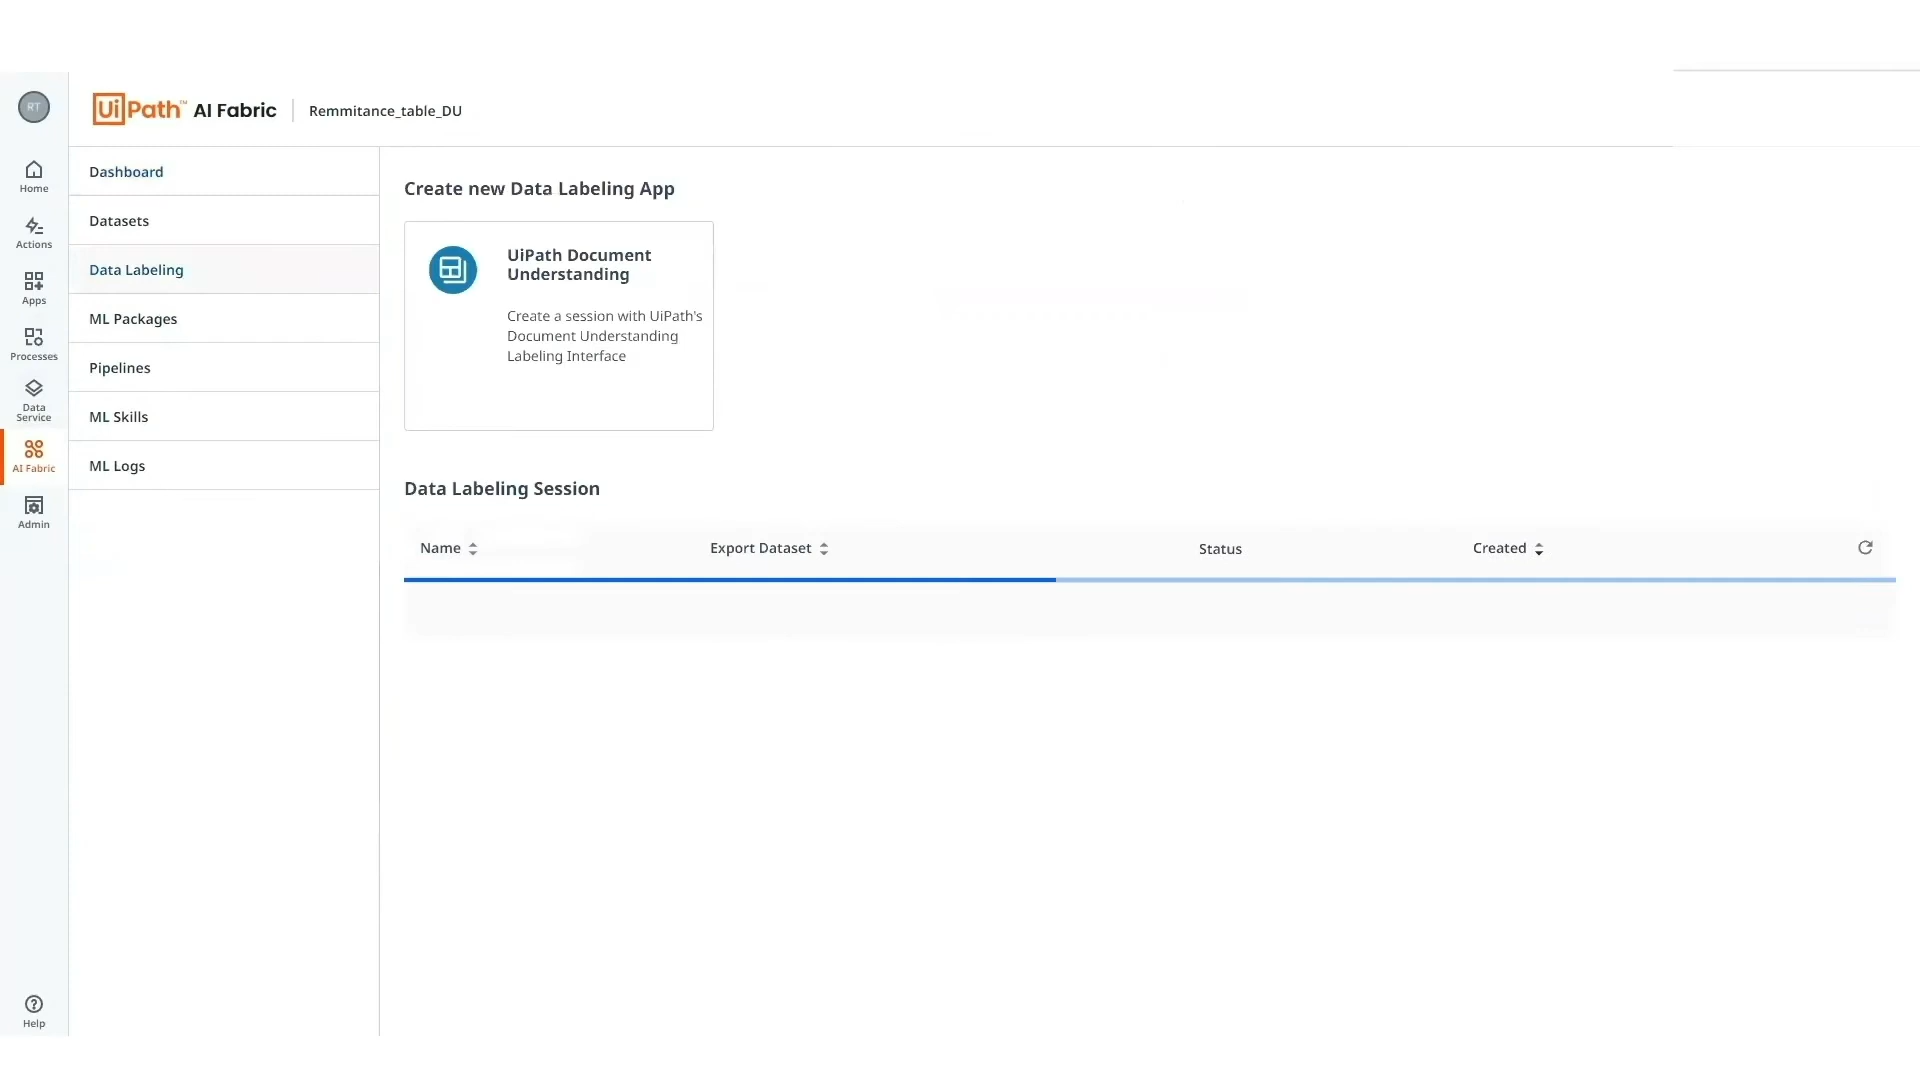 RT
UiPath™ AI Fabric
Remmitance_table_DU
Home
Actions
Apps
Processes
Data
Service
AI Fabric
Admin
Help
Dashboard
Datasets
Data Labeling
ML Packages
Pipelines
ML Skills
ML Logs
Create new Data Labeling App
UiPath Document
Understanding
Create a session with UiPath's
Document Understanding
Labeling Interface
Data Labeling Session
Name
Export Dataset
Status
Created